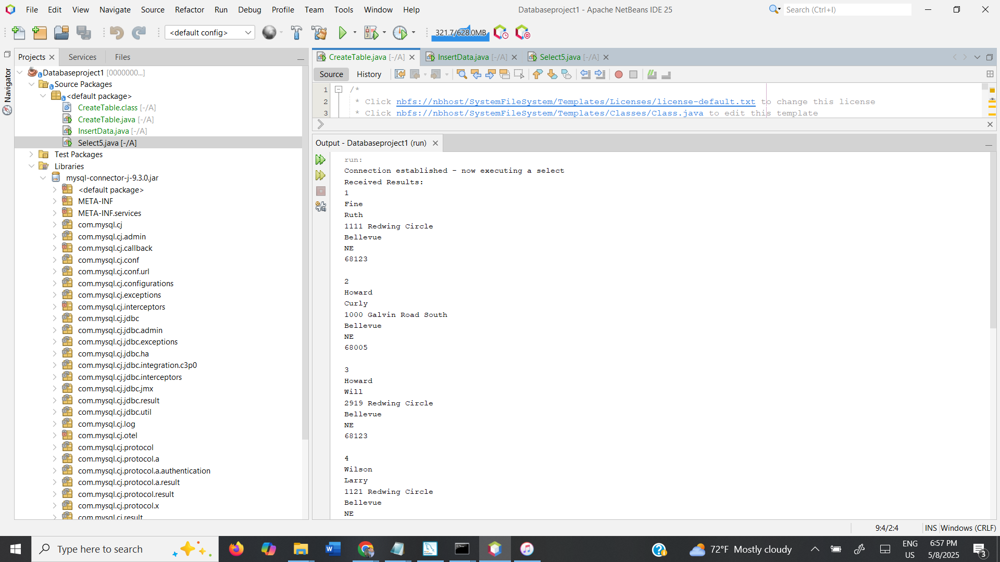 File Edit View Navigate Source Refactor Run Debug Profile Team Tools Window Help
Databaseproject1 - Apache NetBeans IDE 25
Search (Ctrl+I)
<default config>
321.7/628.0MB
Projects
Services
Files
Navigator
Databaseproject1 [0000000...]
Source Packages
<default package>
CreateTable.class [-/A]
CreateTable.java [-/A]
InsertData.java [-/A]
Select5.java [-/A]
Test Packages
Libraries
mysql-connector-j-9.3.0.jar
<default package>
META-INF
META-INF.services
com.mysql.cj
com.mysql.cj.admin
com.mysql.cj.callback
com.mysql.cj.conf
com.mysql.cj.conf.url
com.mysql.cj.configurations
com.mysql.cj.exceptions
com.mysql.cj.interceptors
com.mysql.cj.jdbc
com.mysql.cj.jdbc.admin
com.mysql.cj.jdbc.exceptions
com.mysql.cj.jdbc.ha
com.mysql.cj.jdbc.integration.c3p0
com.mysql.cj.jdbc.interceptors
com.mysql.cj.jdbc.jmx
com.mysql.cj.jdbc.result
com.mysql.cj.jdbc.util
com.mysql.cj.log
com.mysql.cj.otel
com.mysql.cj.protocol
com.mysql.cj.protocol.a
com.mysql.cj.protocol.a.authentication
com.mysql.cj.protocol.a.result
com.mysql.cj.protocol.result
com.mysql.cj.protocol.x
com.mysql.cj.result
CreateTable.java [-/A]
InsertData.java [-/A]
Select5.java [-/A]
Source
History
1 /*
2 * Click nbfs://nbhost/SystemFileSystem/Templates/Licenses/license-default.txt to change this license
3 * Click nbfs://nbhost/SystemFileSystem/Templates/Classes/Class.java to edit this template
Output - Databaseproject1 (run)
run:
Connection established - now executing a select
Received Results:
1
Fine
Ruth
1111 Redwing Circle
Bellevue
NE
68123
2
Howard
Curly
1000 Galvin Road South
Bellevue
NE
68005
3
Howard
Will
2919 Redwing Circle
Bellevue
NE
68123
4
Wilson
Larry
1121 Redwing Circle
Bellevue
NE
9:4/2:4
INS
Windows (CRLF)
Type here to search
72°F Mostly cloudy
ENG
US
6:57 PM
5/8/2025
3